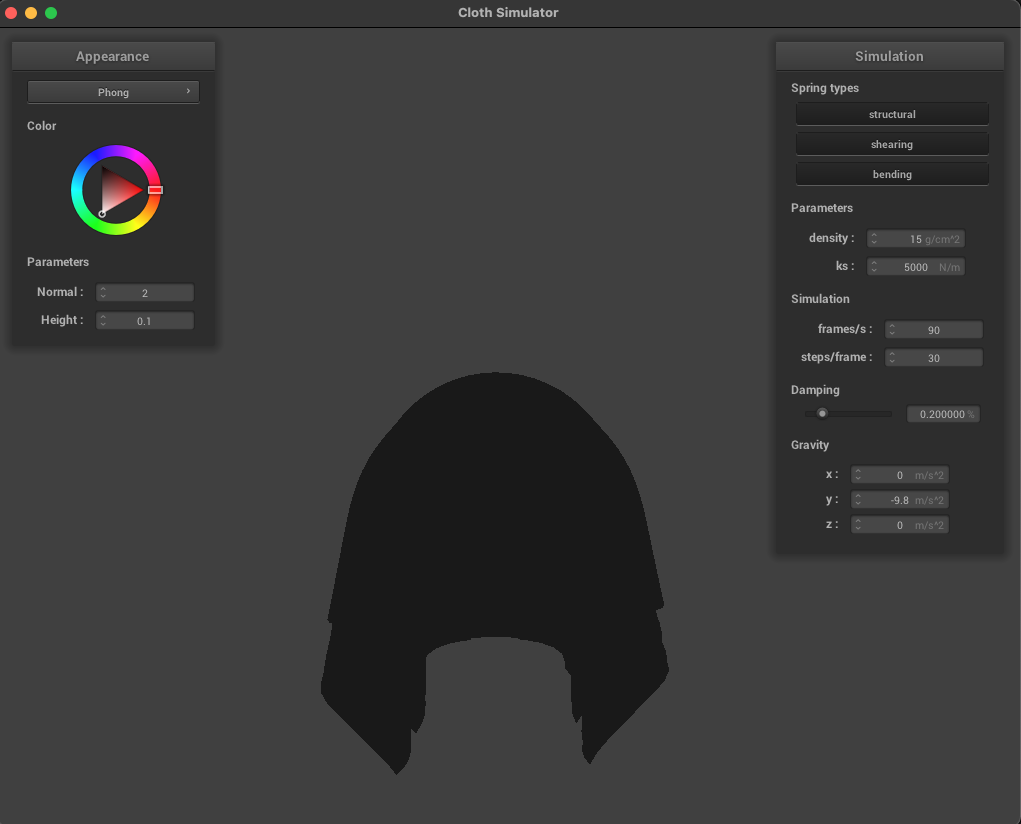 Cloth Simulator
Appearance
Phong
Color
Parameters
Normal : 2
Height : 0.1
Simulation
Spring types
structural
shearing
bending
Parameters
density : 15 g/cm^2
ks : 5000 N/m
Simulation
frames/s : 90
steps/frame : 30
Damping
0.200000 %
Gravity
x : 0 m/s^2
y : -9.8 m/s^2
z : 0 m/s^2